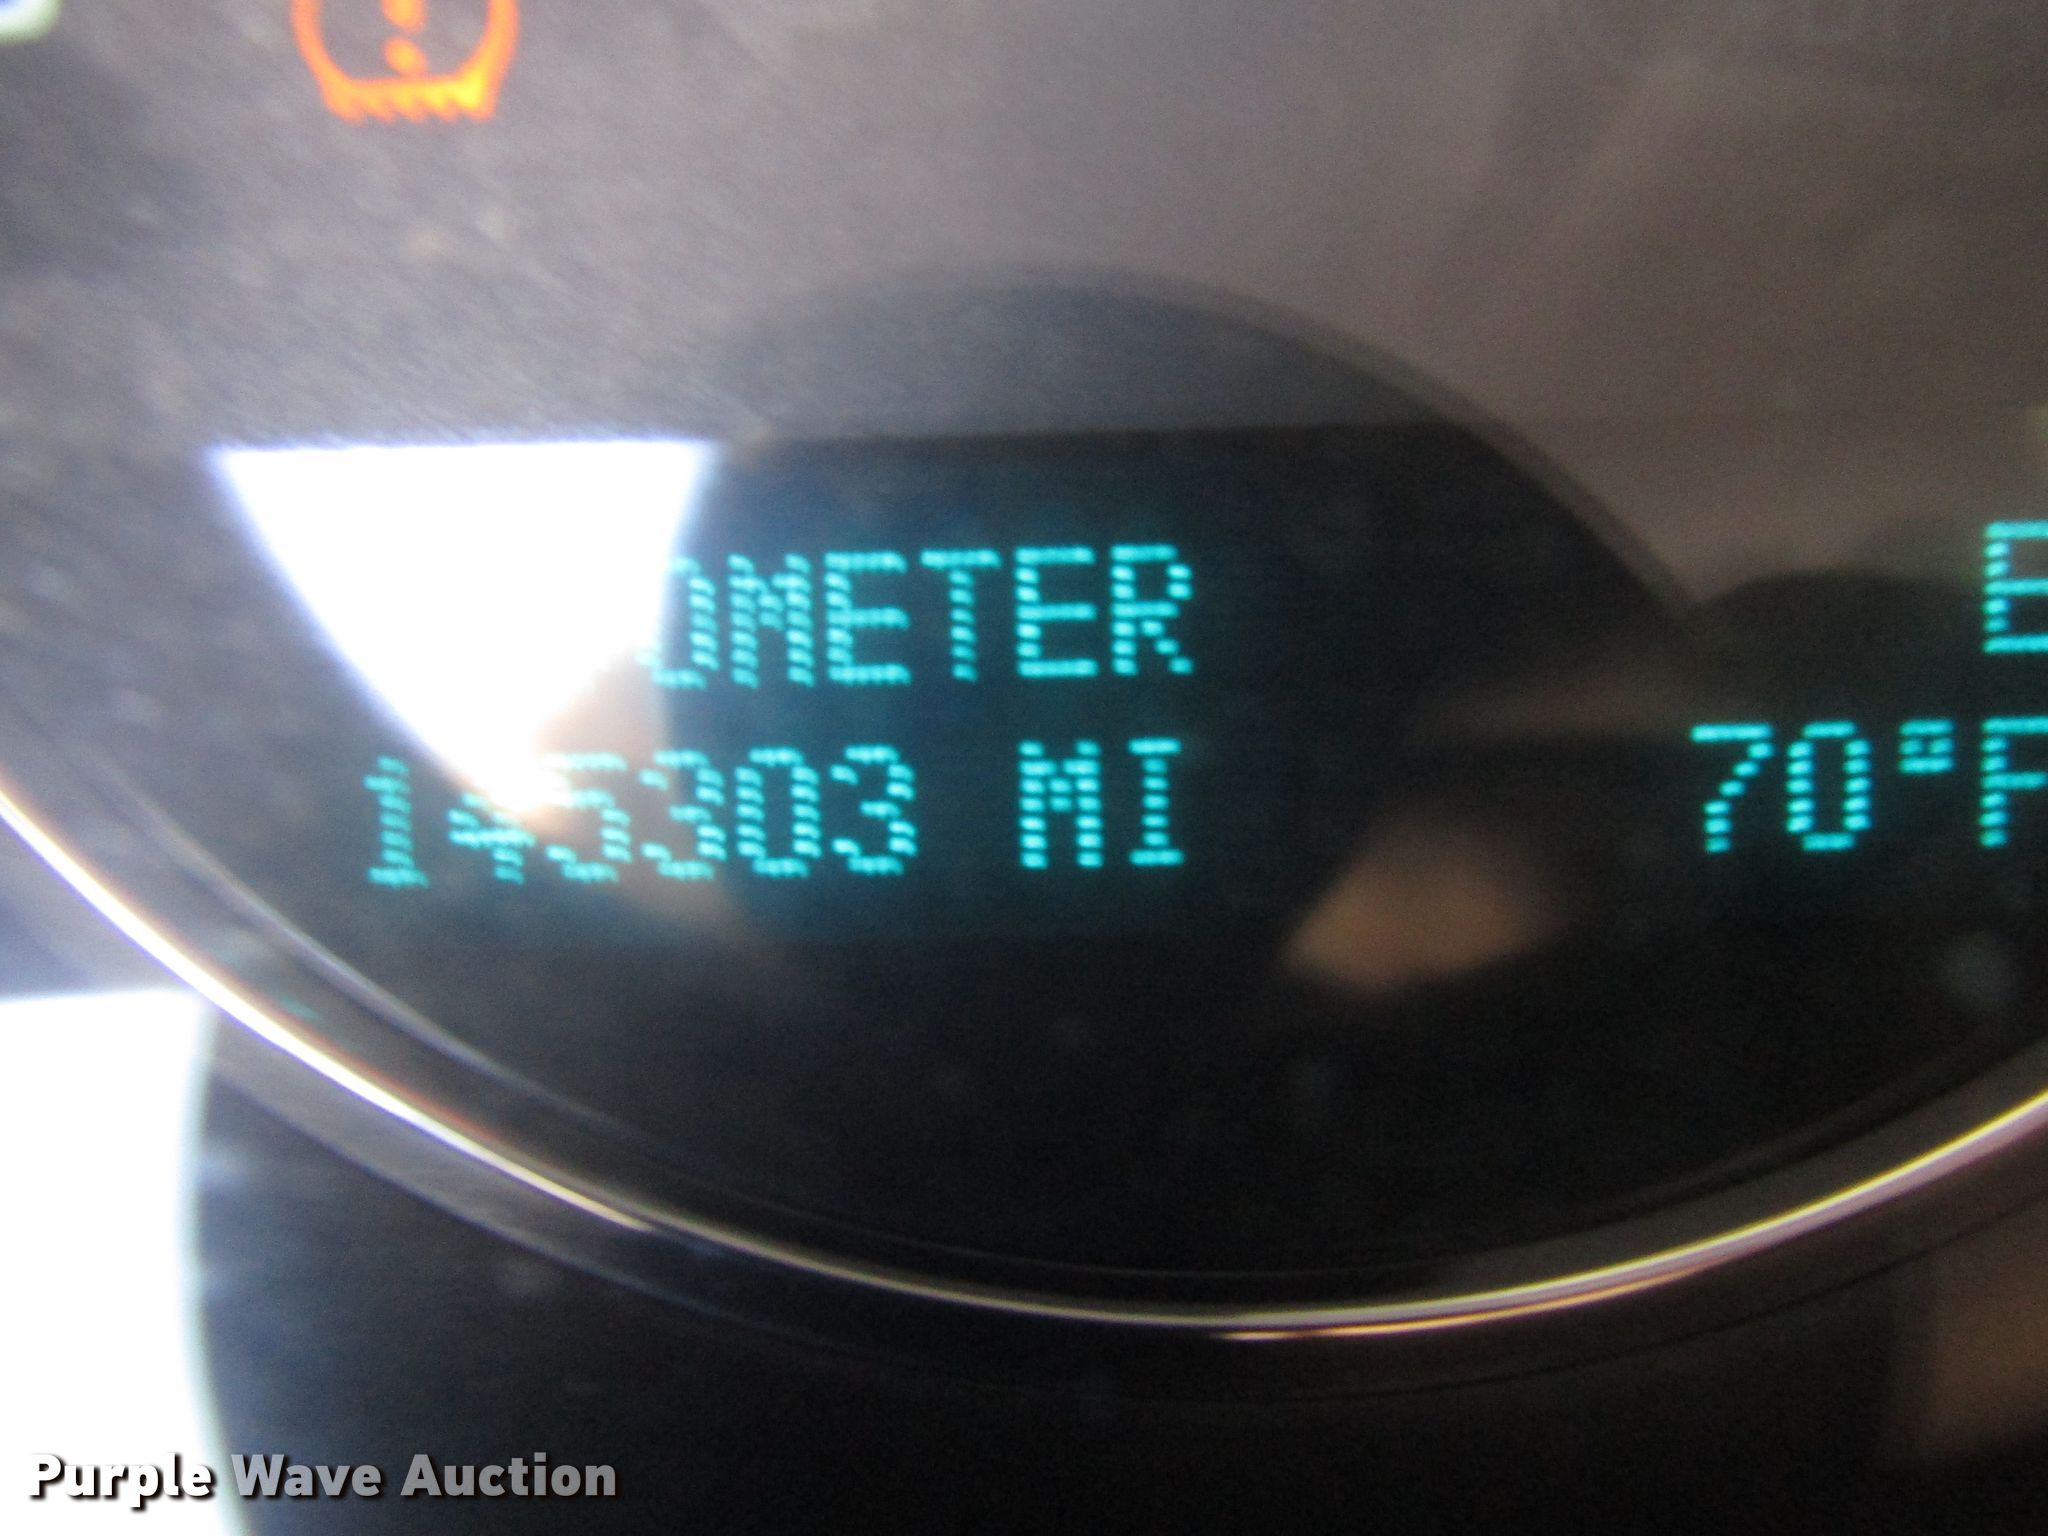 OMETER
E
145303 MI
70°F
Purple Wave Auction